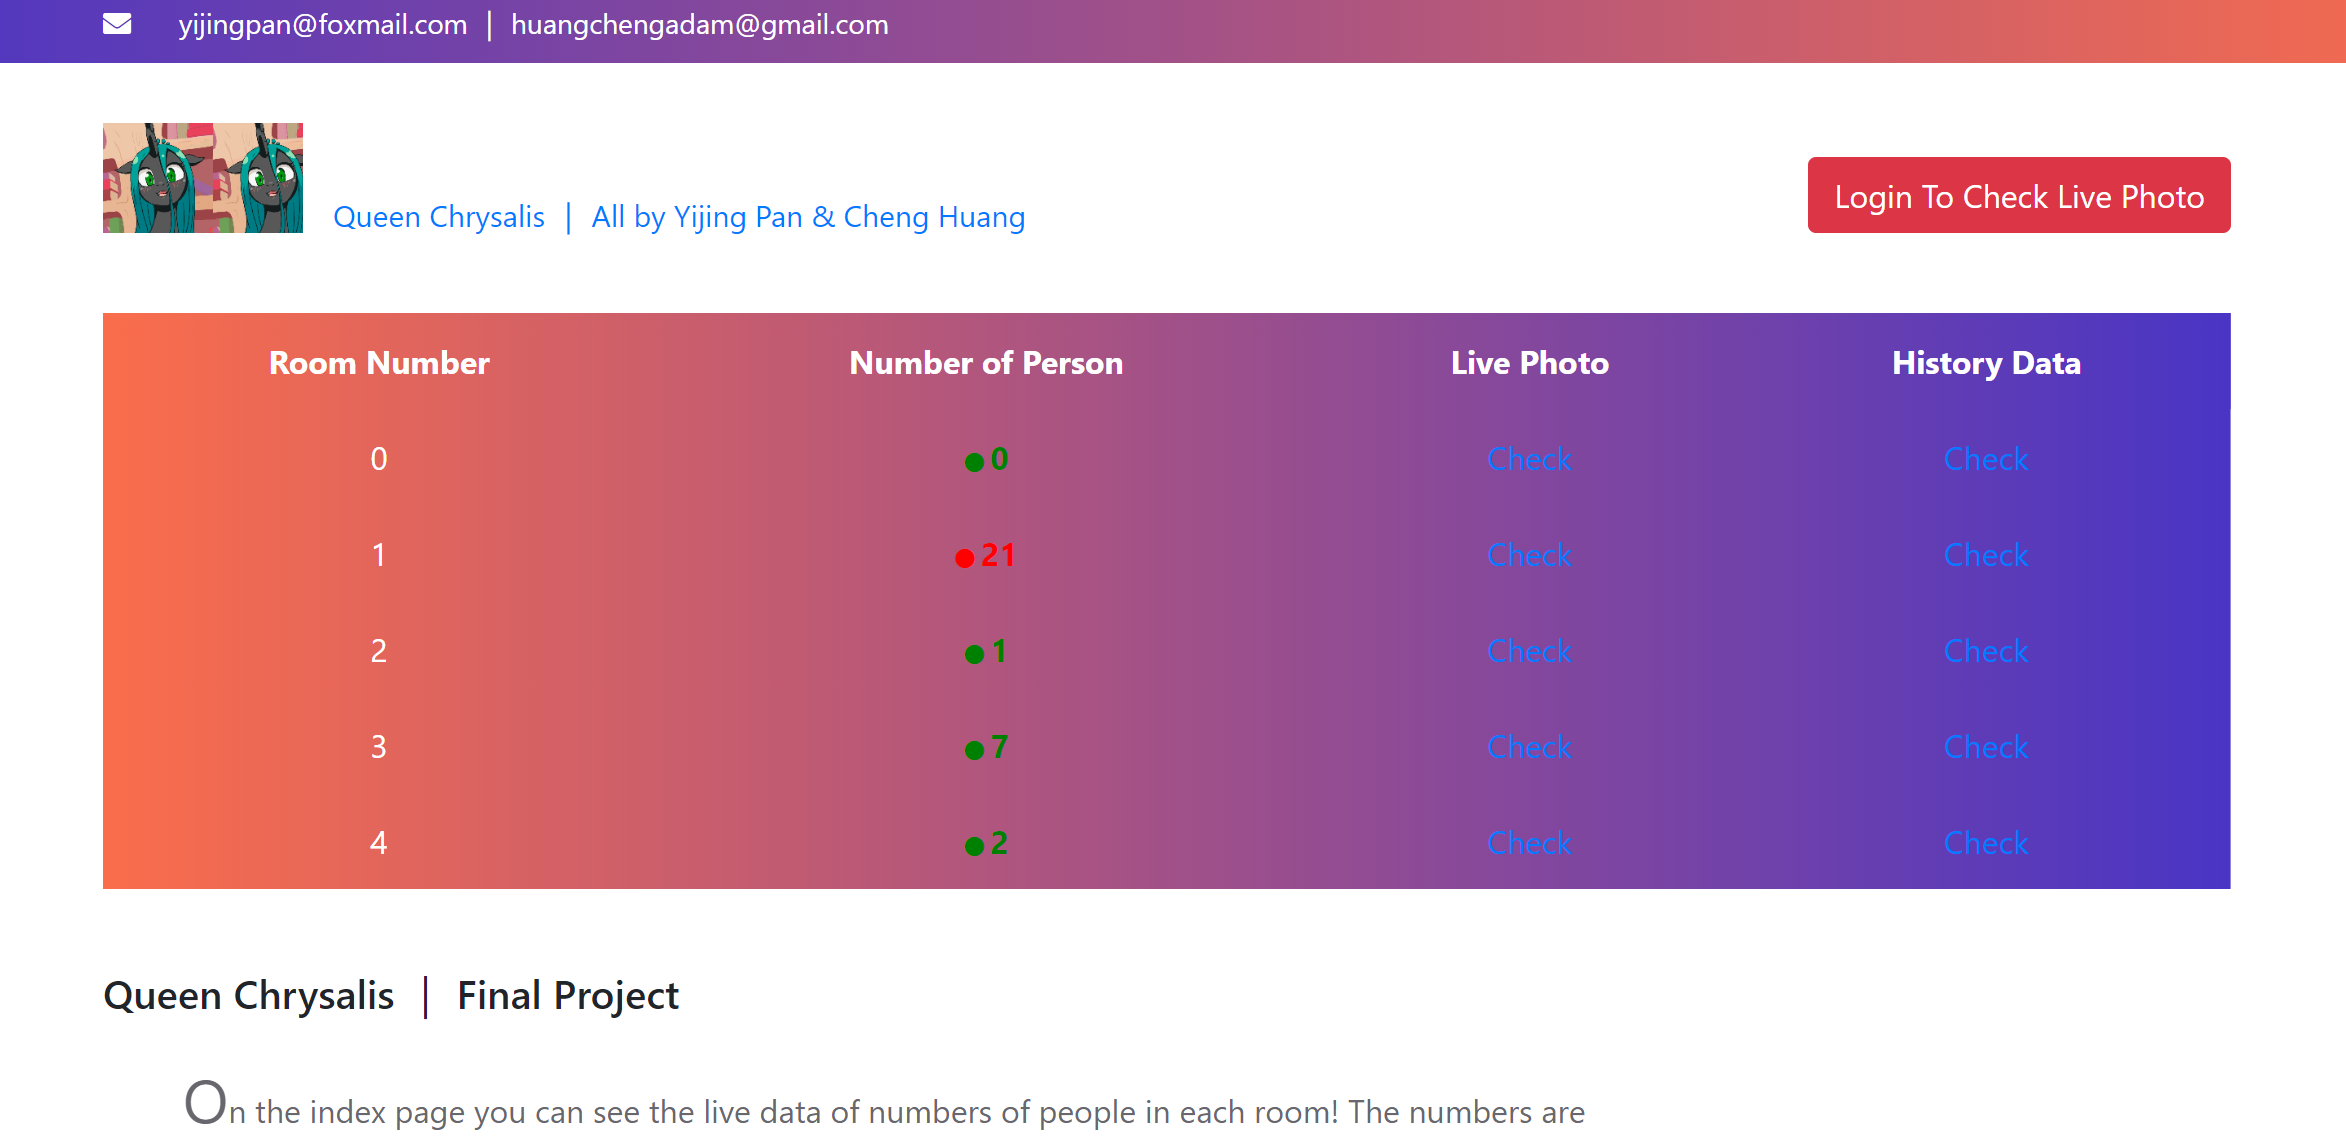 yijingpan@foxmail.com | huangchengadam@gmail.com
Queen Chrysalis | All by Yijing Pan & Cheng Huang
Login To Check Live Photo
Room Number Number of Person Live Photo History Data
0 0 Check Check
1 21 Check Check
2 1 Check Check
3 7 Check Check
4 2 Check Check
Queen Chrysalis | Final Project
On the index page you can see the live data of numbers of people in each room! The numbers are